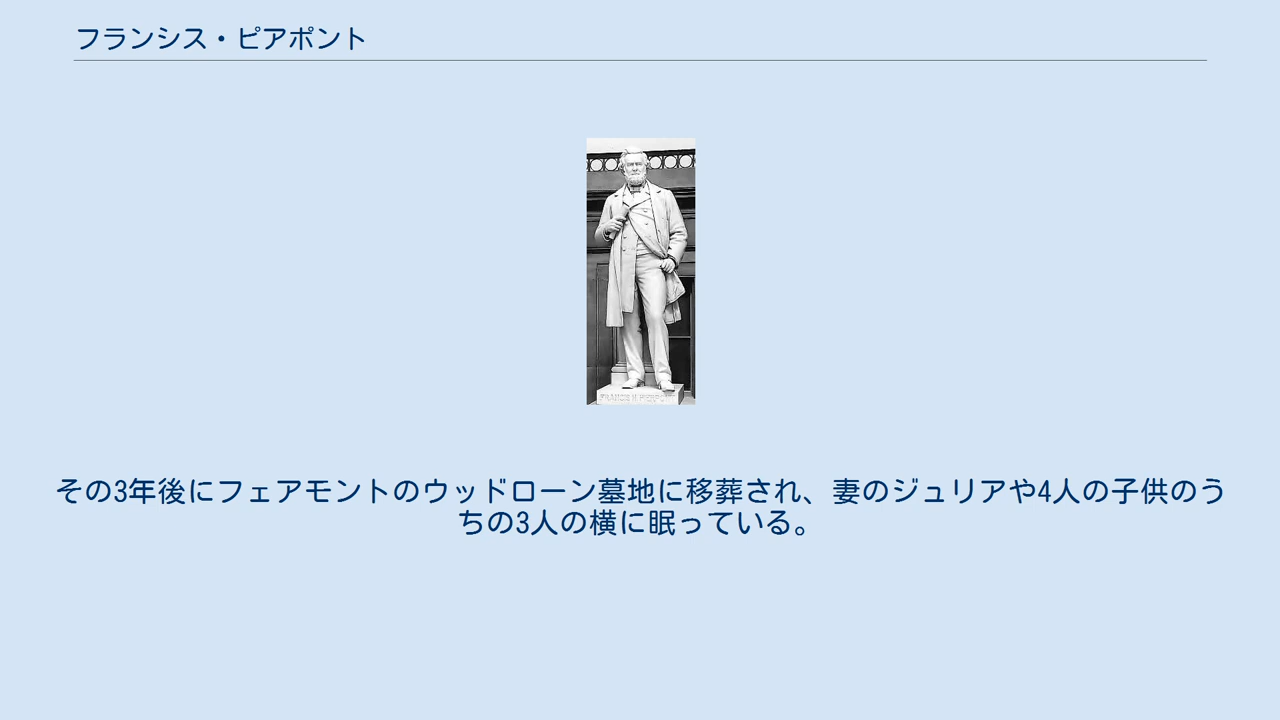 フランシス・ピアポント
FRANCIS H. PIERPONT
その3年後にフェアモントのウッドローン墓地に移葬され、妻のジュリアや4人の子供のう
ちの3人の横に眠っている。